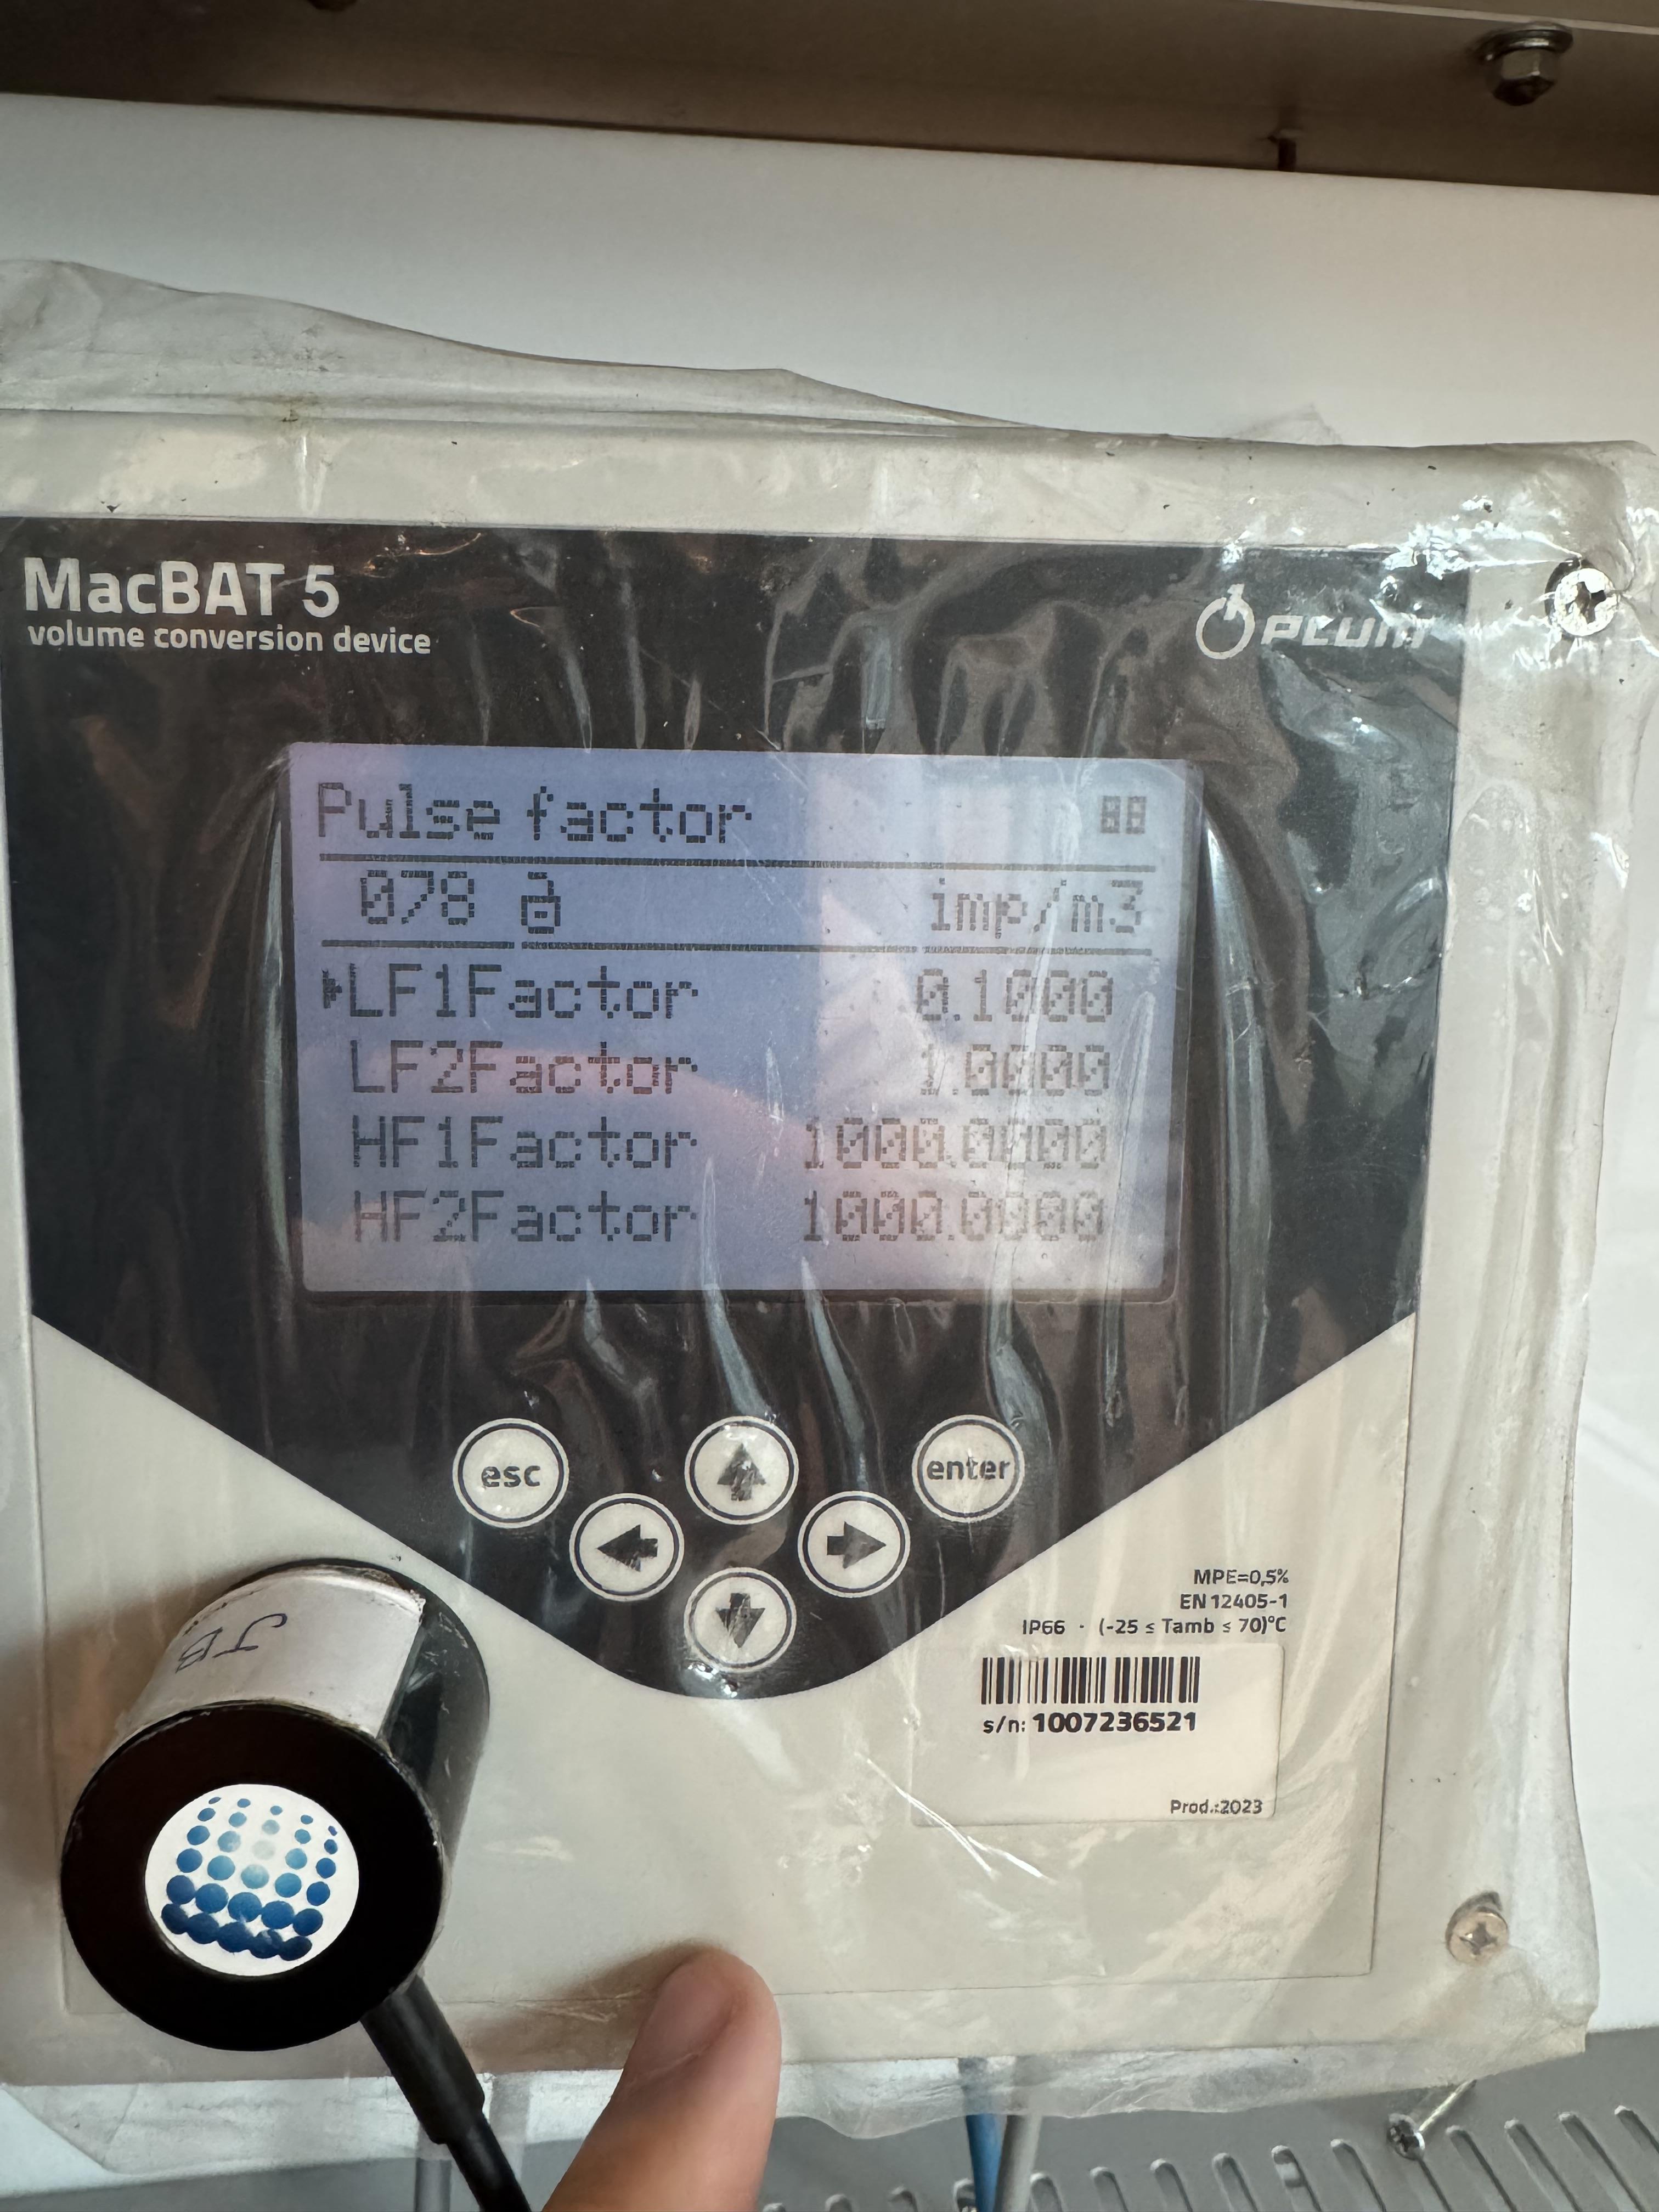 MacBAT 5
volume conversion device
plum
Pulse factor
078 imp/m3
LF1Factor 0.1000
LF2Factor 1.0000
HF1Factor 1000.0000
HF2Factor 1000.0000
esc
enter
MPE=0,5%
EN 12405-1
IP66 · (-25 ≤ Tamb ≤ 70)°C
s/n: 1007236521
Prod.:2023
JB